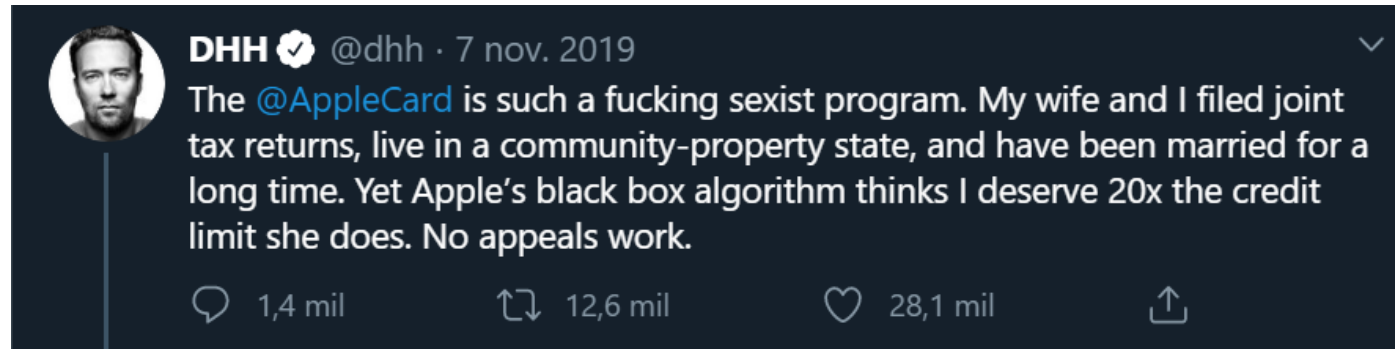 DHH @dhh · 7 nov. 2019
The @AppleCard is such a fucking sexist program. My wife and I filed joint
tax returns, live in a community-property state, and have been married for a
long time. Yet Apple’s black box algorithm thinks I deserve 20x the credit
limit she does. No appeals work.
1,4 mil 12,6 mil 28,1 mil